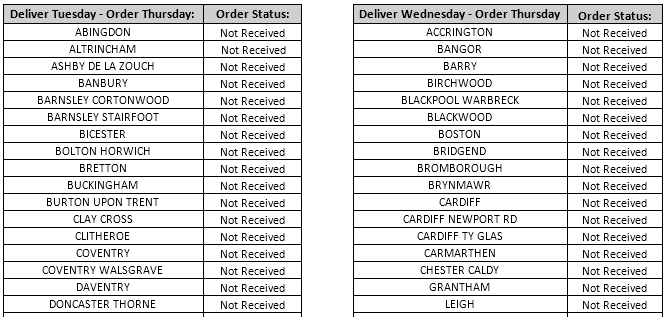 Deliver Tuesday - Order Thursday: Order Status:
ABINGDON Not Received
ALTRINCHAM Not Received
ASHBY DE LA ZOUCH Not Received
BANBURY Not Received
BARNSLEY CORTONWOOD Not Received
BARNSLEY STAIRFOOT Not Received
BICESTER Not Received
BOLTON HORWICH Not Received
BRETTON Not Received
BUCKINGHAM Not Received
BURTON UPON TRENT Not Received
CLAY CROSS Not Received
CLITHEROE Not Received
COVENTRY Not Received
COVENTRY WALSGRAVE Not Received
DAVENTRY Not Received
DONCASTER THORNE Not Received
Deliver Wednesday - Order Thursday Order Status:
ACCRINGTON Not Received
BANGOR Not Received
BARRY Not Received
BIRCHWOOD Not Received
BLACKPOOL WARBRECK Not Received
BLACKWOOD Not Received
BOSTON Not Received
BRIDGEND Not Received
BROMBOROUGH Not Received
BRYNMAWR Not Received
CARDIFF Not Received
CARDIFF NEWPORT RD Not Received
CARDIFF TY GLAS Not Received
CARMARTHEN Not Received
CHESTER CALDY Not Received
GRANTHAM Not Received
LEIGH Not Received